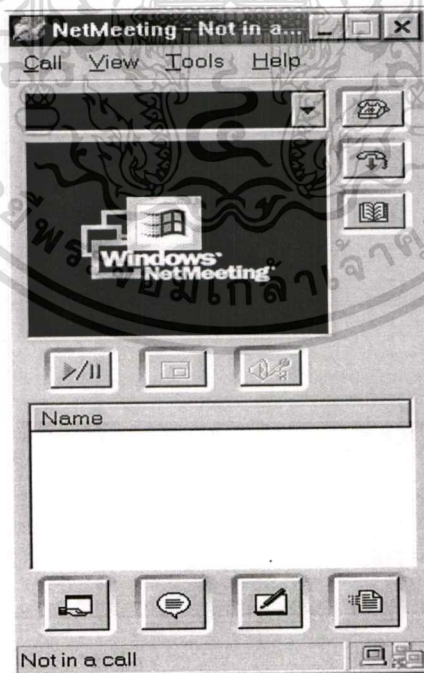 NetMeeting - Not in a...
Call View Tools Help
Windows
NetMeeting
Name
Not in a call